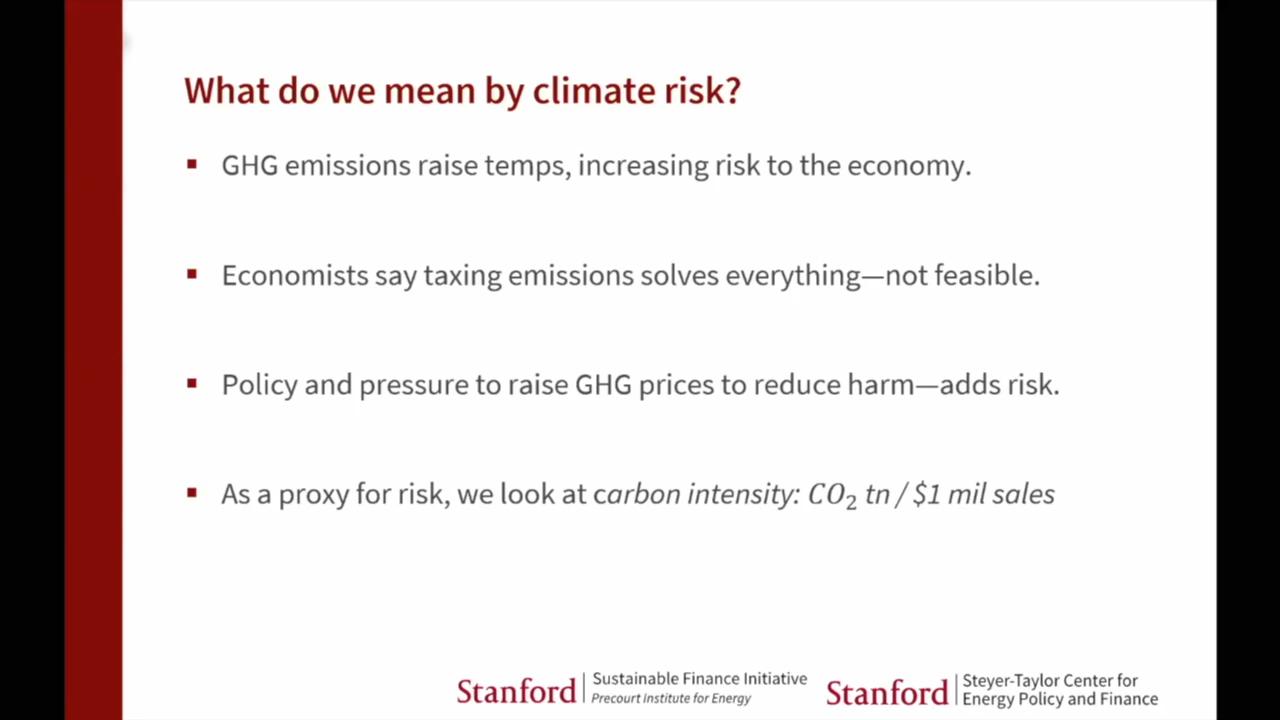 What do we mean by climate risk?
▪ GHG emissions raise temps, increasing risk to the economy.
▪ Economists say taxing emissions solves everything—not feasible.
▪ Policy and pressure to raise GHG prices to reduce harm—adds risk.
▪ As a proxy for risk, we look at carbon intensity: CO₂ tn / $1 mil sales
Stanford | Sustainable Finance Initiative
Precourt Institute for Energy
Stanford | Steyer-Taylor Center for
Energy Policy and Finance